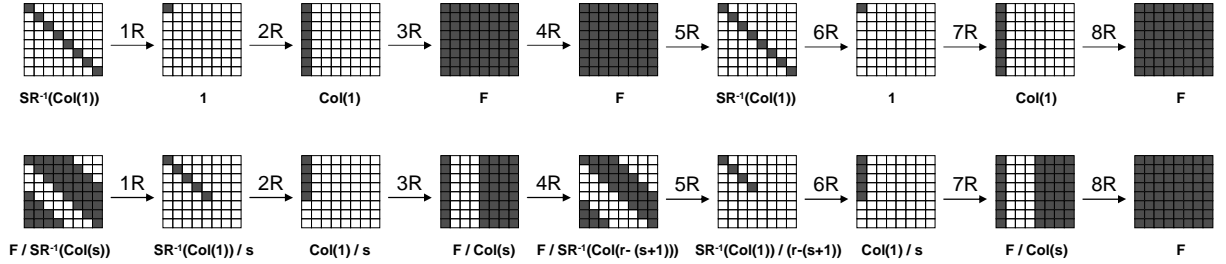 1R 2R 3R 4R 5R 6R 7R 8R
SR⁻¹(Col(1)) 1 Col(1) F F SR⁻¹(Col(1)) 1 Col(1) F
1R 2R 3R 4R 5R 6R 7R 8R
F / SR⁻¹(Col(s)) SR⁻¹(Col(1)) / s Col(1) / s F / Col(s) F / SR⁻¹(Col(r- (s+1))) SR⁻¹(Col(1)) / (r-(s+1)) Col(1) / s F / Col(s) F